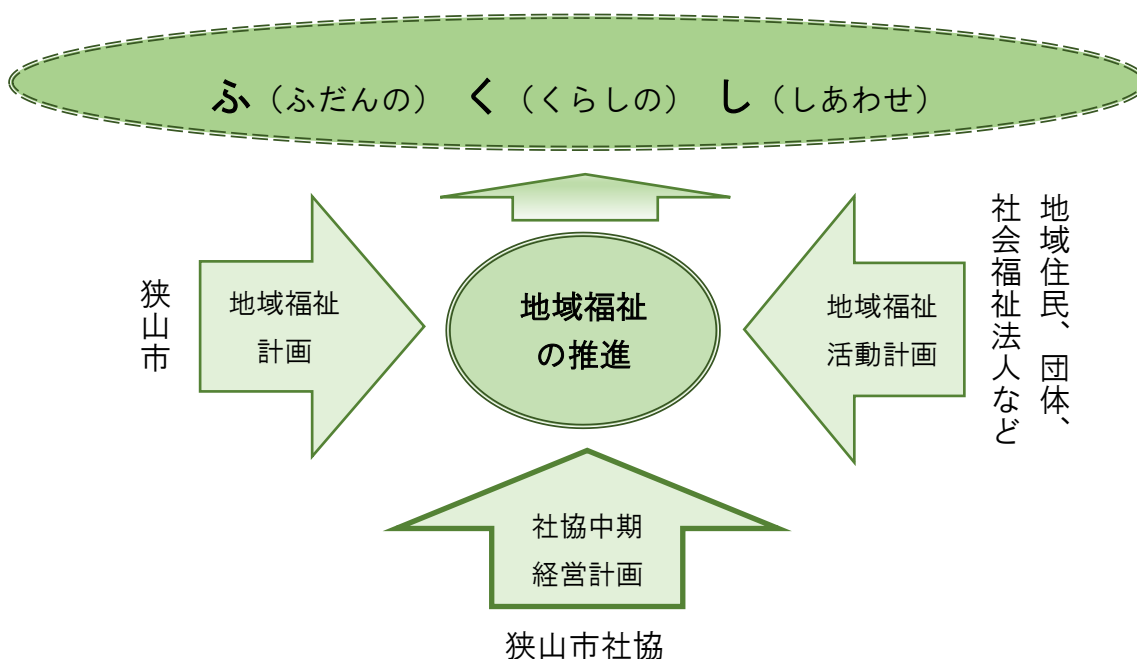 ふ（ふだんの） く（くらしの） し（しあわせ）
狭山市
地域福祉
計画
地域福祉
の推進
地域福祉
活動計画
地域住民、団体、
社会福祉法人など
社協中期
経営計画
狭山市社協